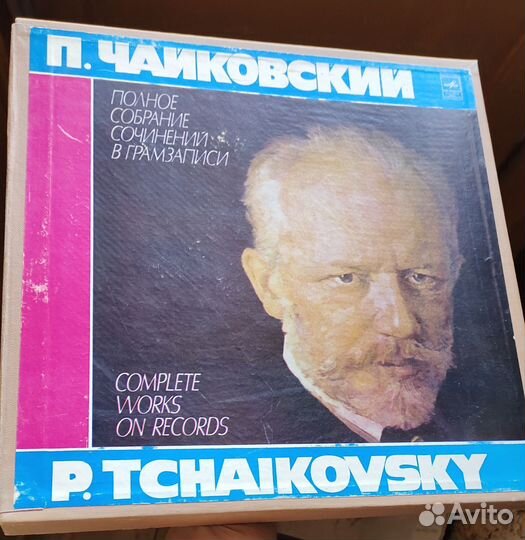 П. ЧАЙКОВСКИЙ
ПОЛНОЕ
СОБРАНИЕ
СОЧИНЕНИЙ
В ГРАМЗАПИСИ
COMPLETE
WORKS
ON RECORDS
P. TCHAIKOVSKY
Avito